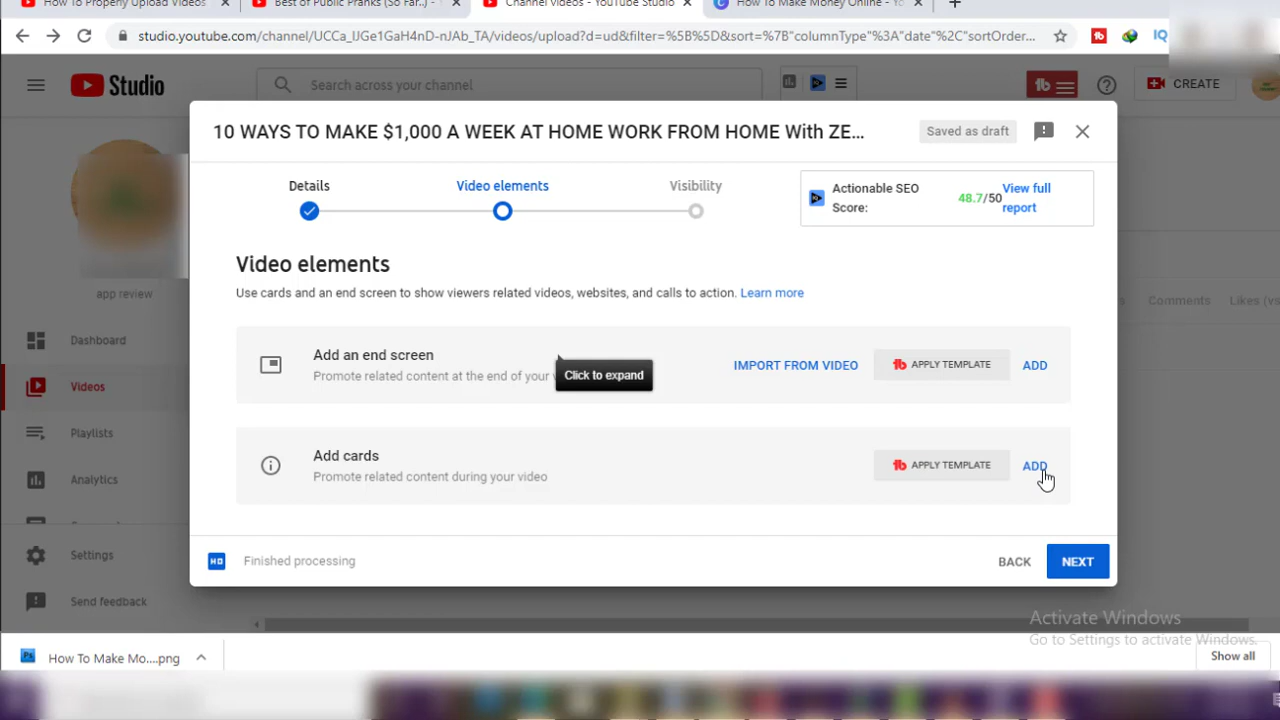 How To Properly Upload Videos
Best of Public Pranks (So Far..) -
Channel videos - YouTube Studio
How To Make Money Online -
studio.youtube.com/channel/UCCa_IJGe1GaH4nD-nJAb_TA/videos/upload?d=ud&filter=%5B%5D&sort=%7B"columnType"%3A"date"%2C"sortOrder...
Studio
Search across your channel
CREATE
10 WAYS TO MAKE $1,000 A WEEK AT HOME WORK FROM HOME With ZE...
Saved as draft
Details
Video elements
Visibility
Actionable SEO
Score:
48.7/50
View full
report
Video elements
Use cards and an end screen to show viewers related videos, websites, and calls to action. Learn more
app review
Comments
Likes (vs
Dashboard
Add an end screen
Promote related content at the end of your
Click to expand
IMPORT FROM VIDEO
tb APPLY TEMPLATE
ADD
Videos
Playlists
Add cards
Promote related content during your video
tb APPLY TEMPLATE
ADD
Analytics
Settings
HD
Finished processing
BACK
NEXT
Send feedback
Activate Windows
Go to Settings to activate Windows.
Ps
How To Make Mo....png
Show all